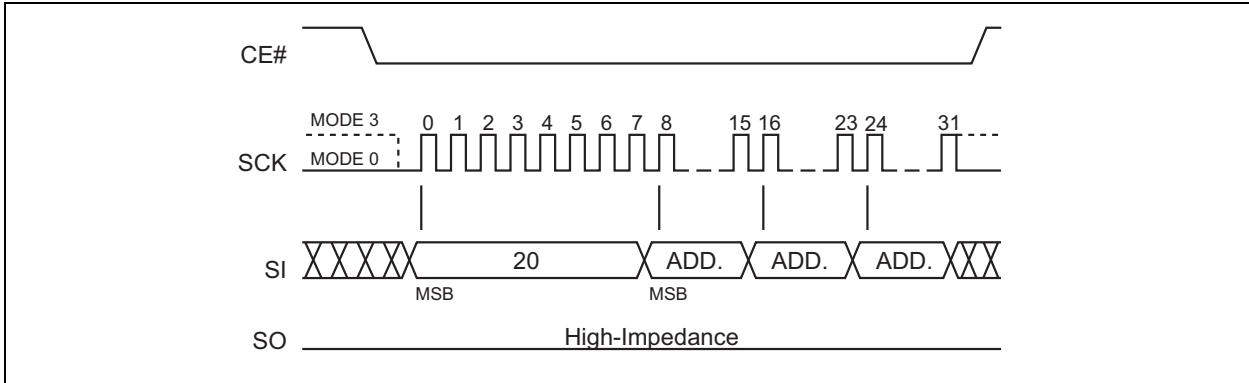 CE#
MODE 3
0 1 2 3 4 5 6 7 8 15 16 23 24 31
SCK MODE 0
SI 20 ADD. ADD. ADD.
MSB MSB
SO High-Impedance